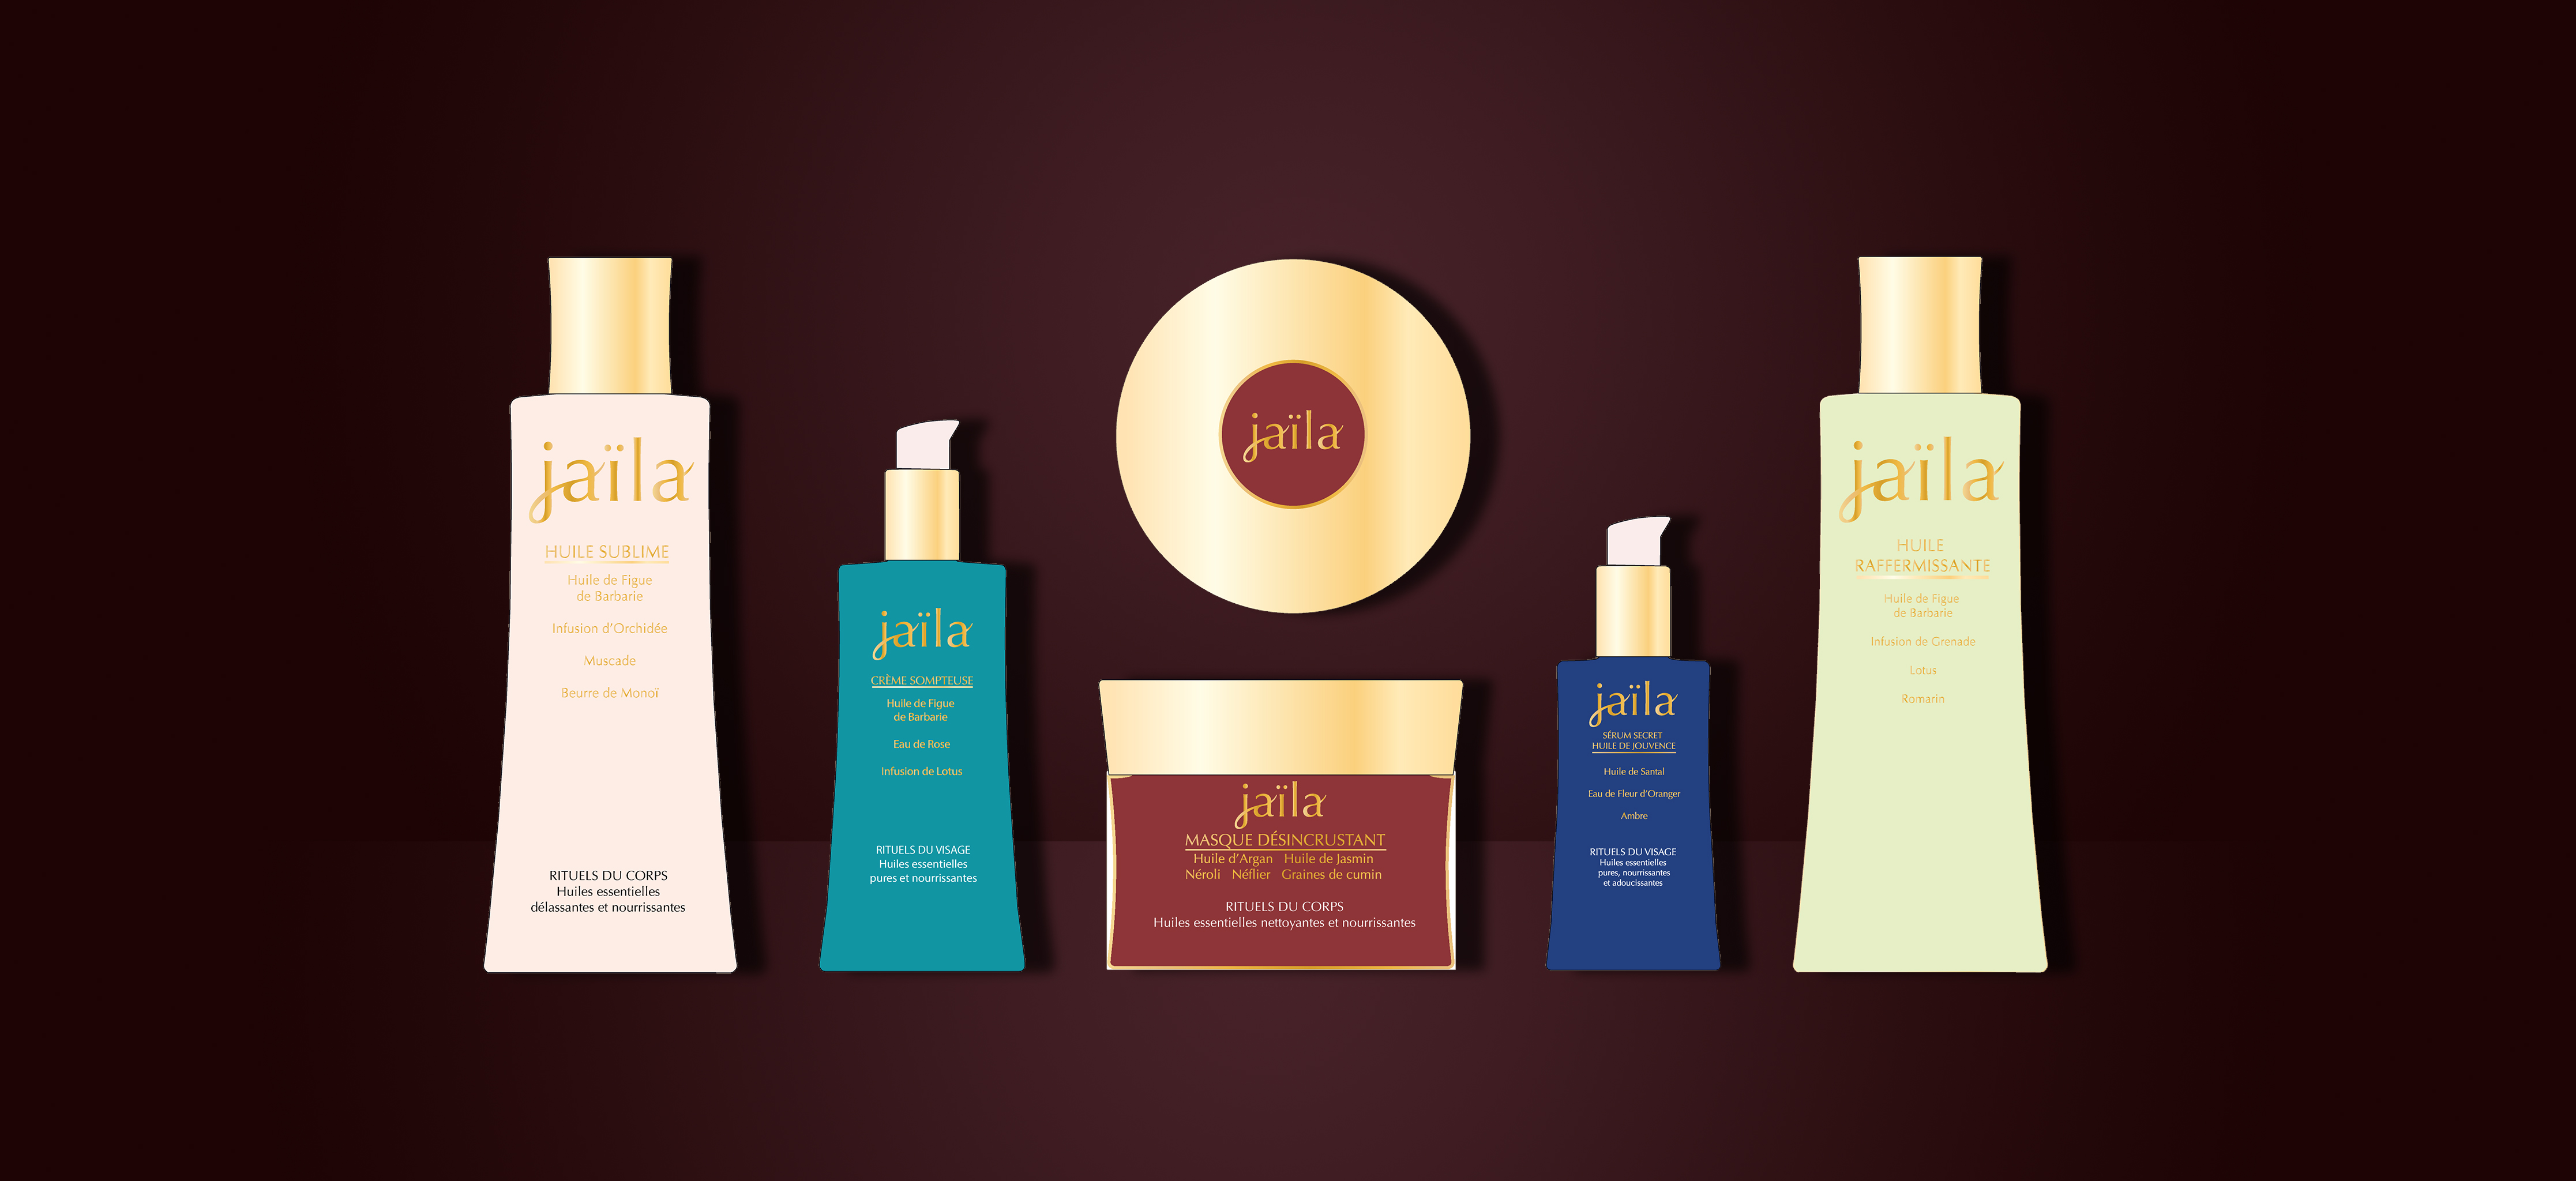 jaïla
HUILE SUBLIME
Huile de Figue
de Barbarie
Infusion d'Orchidée
Muscade
Beurre de Monoï
RITUELS DU CORPS
Huiles essentielles
délassantes et nourrissantes
jaïla
CRÈME SOMPTEUSE
Huile de Figue
de Barbarie
Eau de Rose
Infusion de Lotus
RITUELS DU VISAGE
Huiles essentielles
pures et nourrissantes
jaïla
jaïla
MASQUE DÉSINCRUSTANT
Huile d'Argan Huile de Jasmin
Néroli Néflier Graines de cumin
RITUELS DU CORPS
Huiles essentielles nettoyantes et nourrissantes
jaïla
SÉRUM SECRET
HUILE DE JOUVENCE
Huile de Santal
Eau de Fleur d'Oranger
Ambre
RITUELS DU VISAGE
Huiles essentielles
pures, nourrissantes
et adoucissantes
jaïla
HUILE
RAFFERMISSANTE
Huile de Figue
de Barbarie
Infusion de Grenade
Lotus
Romarin